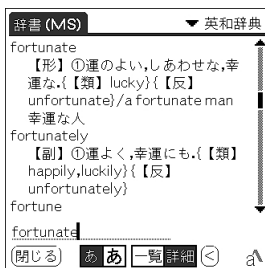 辞書(MS) ▼ 英和辞典
fortunate
【形】①運のよい,しあわせな,幸
運な.{【類】lucky}{【反】
unfortunate}/a fortunate man
幸運な人
fortunately
【副】①運よく,幸運にも.{【類】
happily,luckily}{【反】
unfortunately}
fortune
fortunate
閉じる あ あ 一覧 詳細 < a